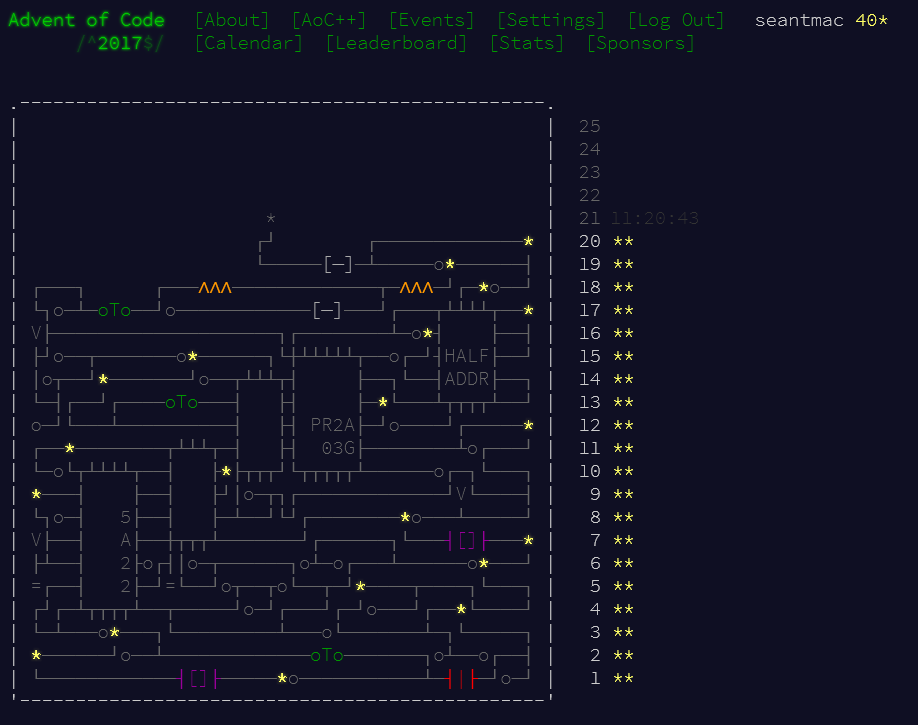 Advent of Code [About] [AoC++] [Events] [Settings] [Log Out] seantmac 40*
/^2017$/ [Calendar] [Leaderboard] [Stats] [Sponsors]
25
24
23
22
* 21 11:20:43
[─] * 20 **
[─] o* 19 **
ΛΛΛ ΛΛΛ *o 18 **
o oTo o [─] * 17 **
V o* 16 **
o o* o HALF 15 **
o * o ADDR 14 **
oTo * 13 **
o PR2A o * 12 **
* 03G o 11 **
o * o 10 **
* o V 9 **
o 5 *o 8 **
V A [] * 7 **
2 o o o o o* 6 **
= 2 = o o * 5 **
o o * 4 **
o* o 3 **
* o oTo o o 2 **
[] *o | o 1 **